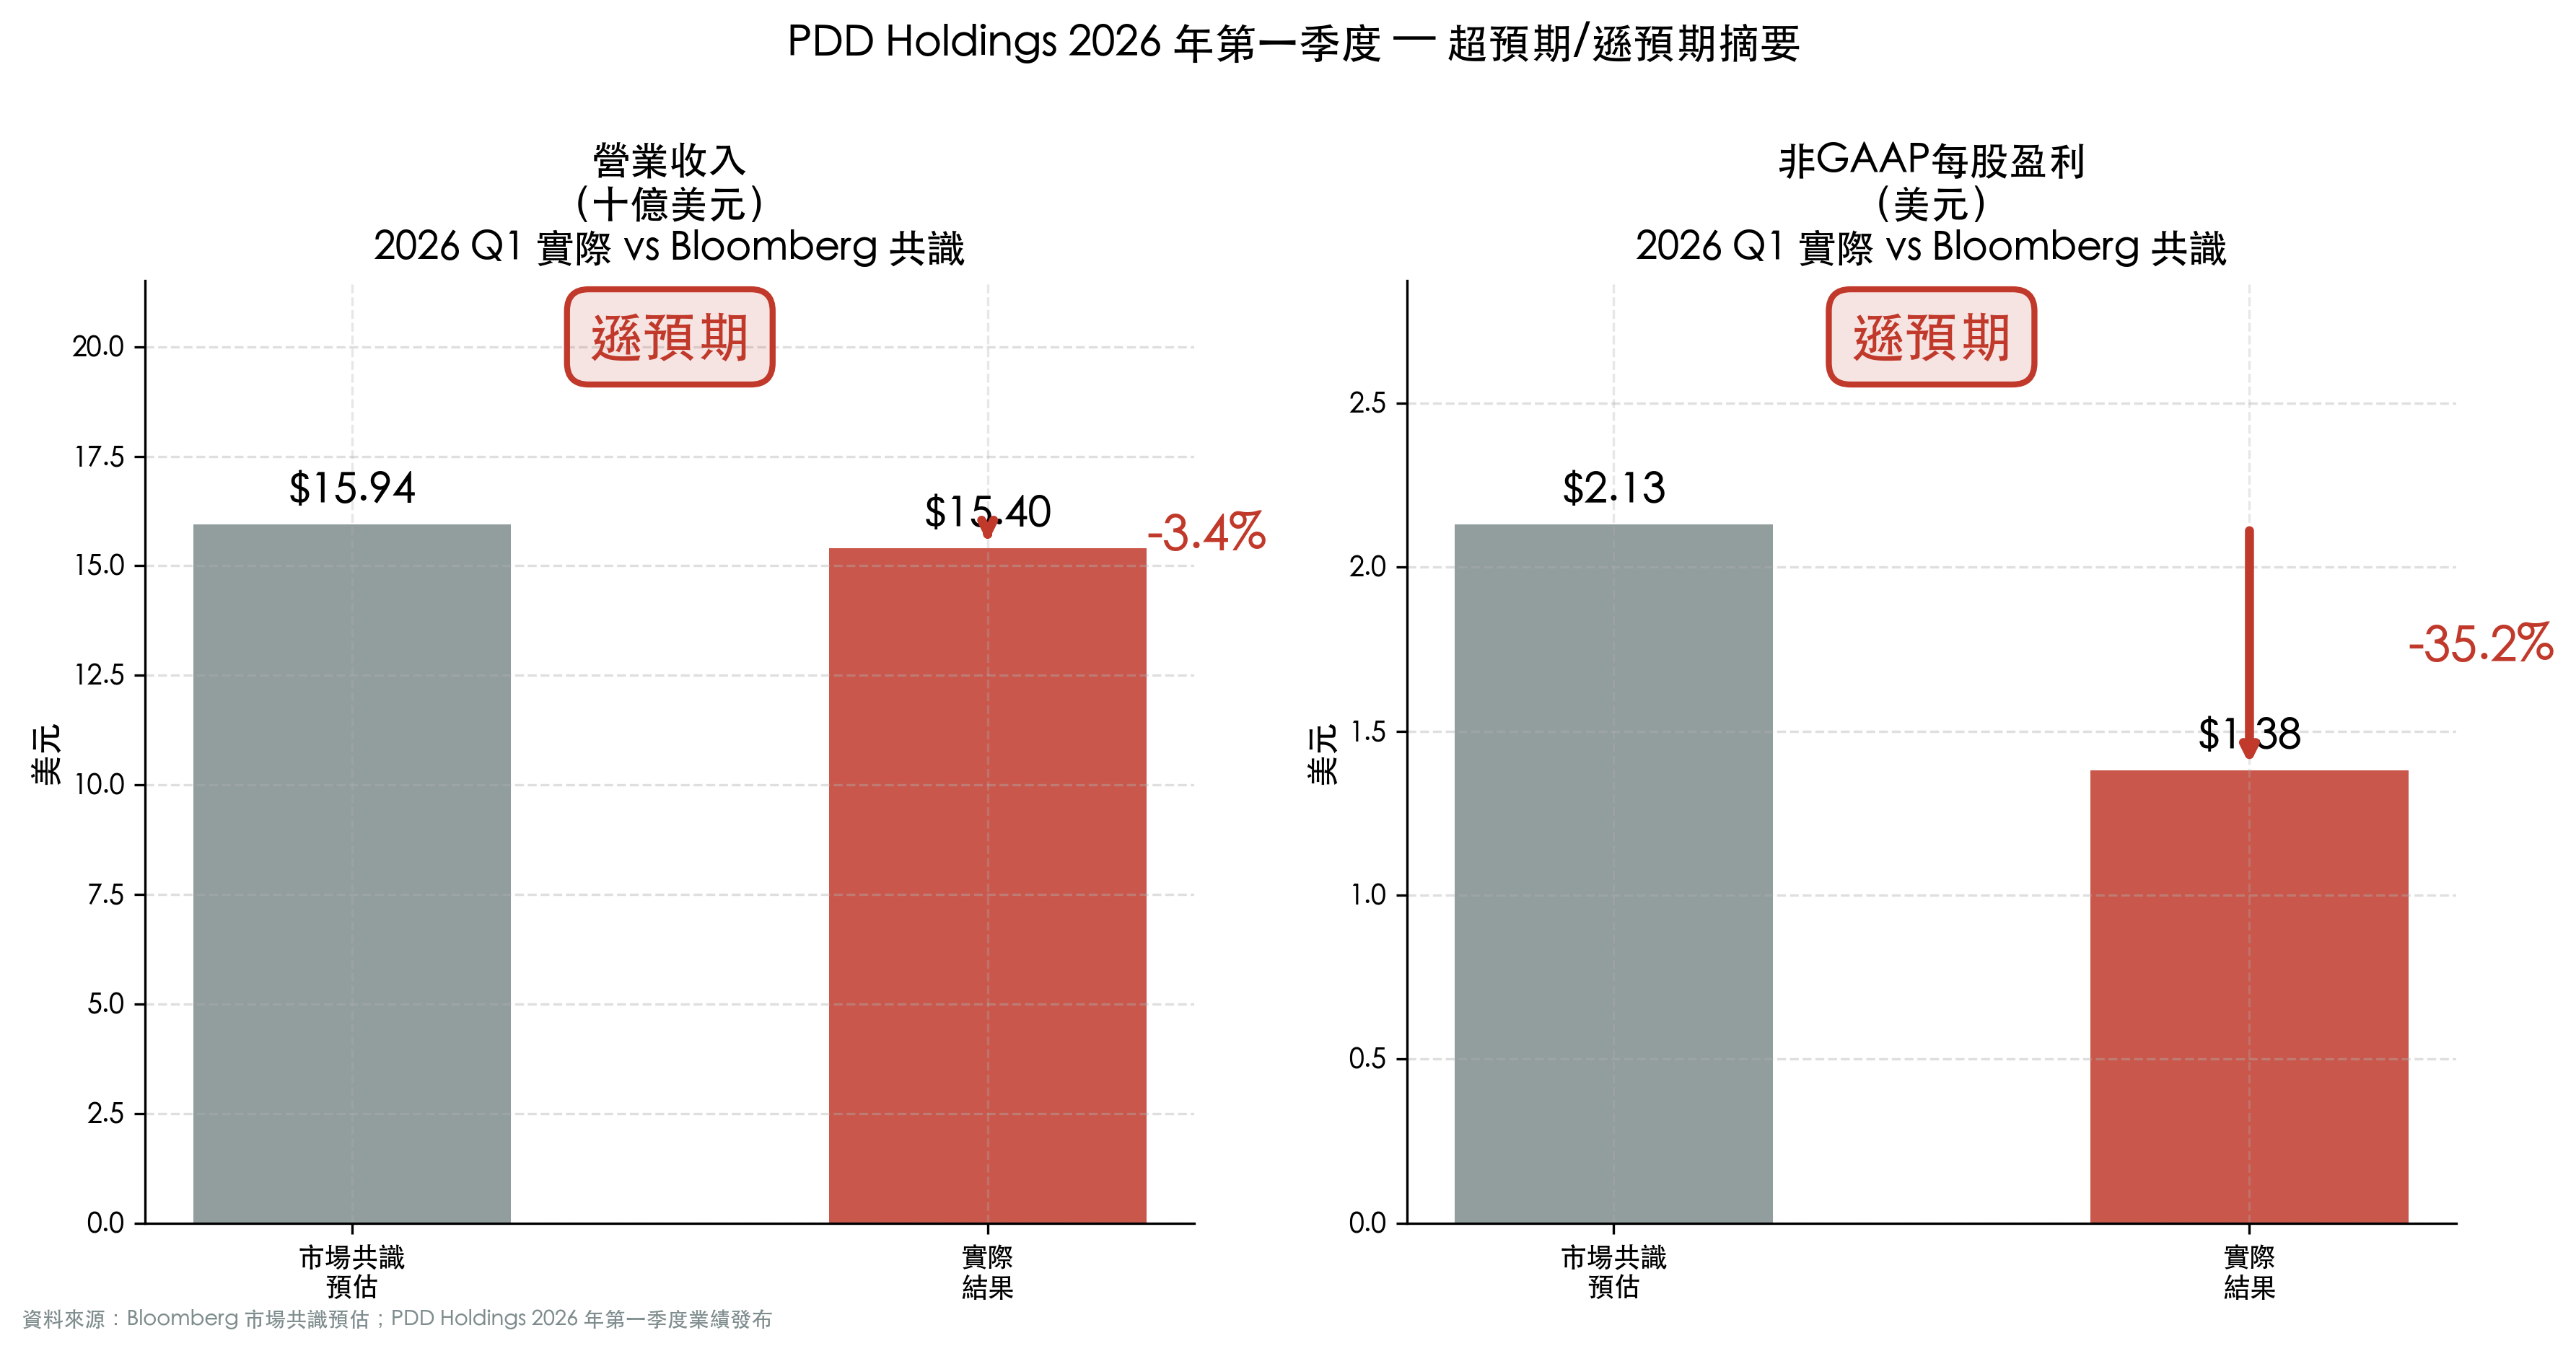 PDD Holdings 2026 年第一季度 — 超預期/遜預期摘要
營業收入
(十億美元)
2026 Q1 實際 vs Bloomberg 共識
遜預期
20.0
17.5
15.0
12.5
10.0
7.5
5.0
2.5
0.0
美元
$15.94
$15.40
-3.4%
市場共識
預估
實際
結果
非GAAP每股盈利
(美元)
2026 Q1 實際 vs Bloomberg 共識
遜預期
2.5
2.0
1.5
1.0
0.5
0.0
美元
$2.13
$1.38
-35.2%
市場共識
預估
實際
結果
資料來源：Bloomberg 市場共識預估；PDD Holdings 2026 年第一季度業績發布